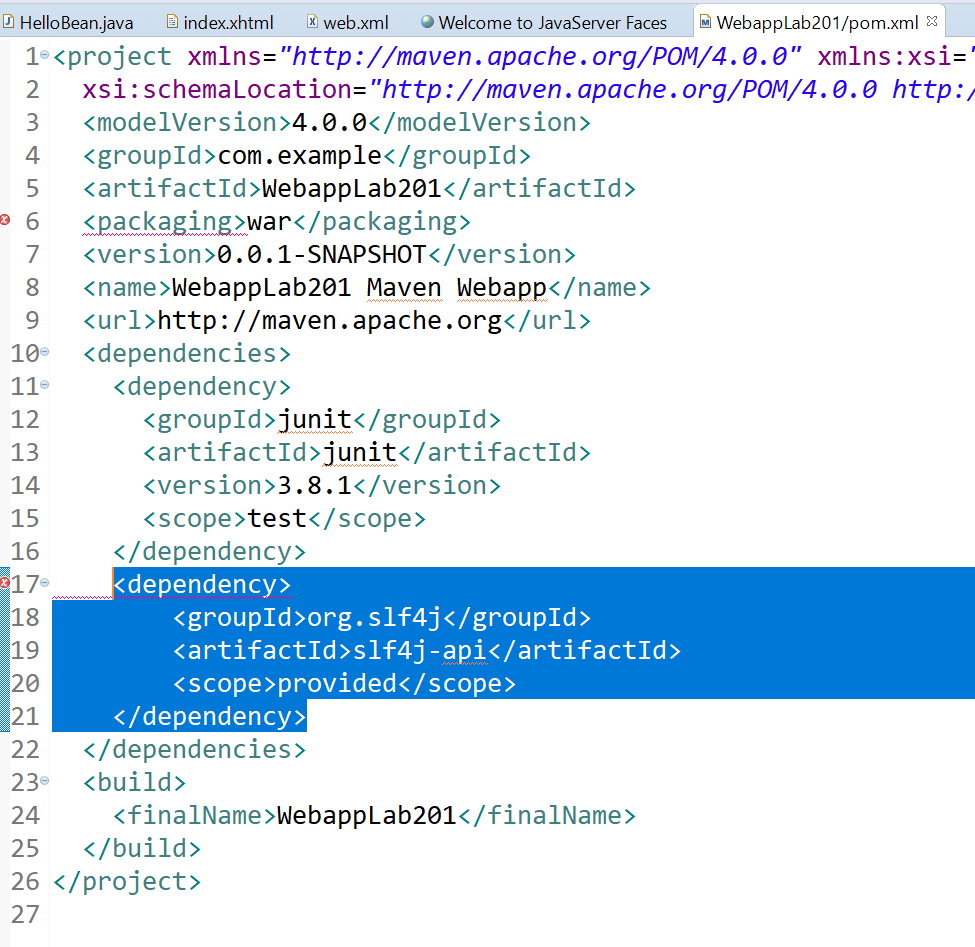 HelloBean.java index.xhtml web.xml Welcome to JavaServer Faces WebappLab201/pom.xml
1 <project xmlns="http://maven.apache.org/POM/4.0.0" xmlns:xsi="
2 xsi:schemaLocation="http://maven.apache.org/POM/4.0.0 http:/
3 <modelVersion>4.0.0</modelVersion>
4 <groupId>com.example</groupId>
5 <artifactId>WebappLab201</artifactId>
6 <packaging>war</packaging>
7 <version>0.0.1-SNAPSHOT</version>
8 <name>WebappLab201 Maven Webapp</name>
9 <url>http://maven.apache.org</url>
10 <dependencies>
11 <dependency>
12 <groupId>junit</groupId>
13 <artifactId>junit</artifactId>
14 <version>3.8.1</version>
15 <scope>test</scope>
16 </dependency>
17 <dependency>
18 <groupId>org.slf4j</groupId>
19 <artifactId>slf4j-api</artifactId>
20 <scope>provided</scope>
21 </dependency>
22 </dependencies>
23 <build>
24 <finalName>WebappLab201</finalName>
25 </build>
26 </project>
27